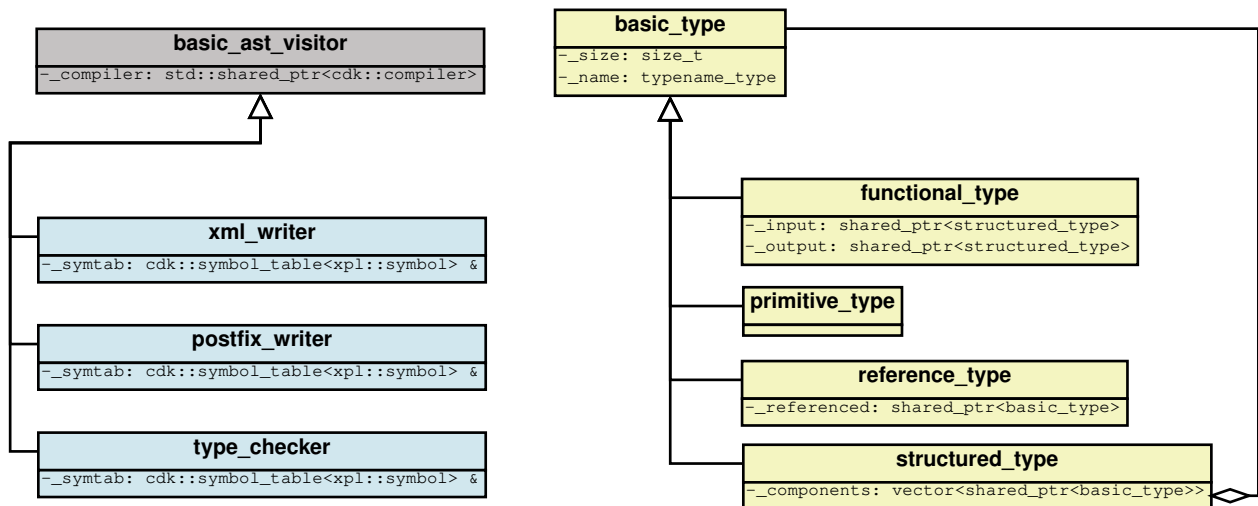 basic_ast_visitor
-_compiler: std::shared_ptr<cdk::compiler>
xml_writer
-_symtab: cdk::symbol_table<xpl::symbol> &
postfix_writer
-_symtab: cdk::symbol_table<xpl::symbol> &
type_checker
-_symtab: cdk::symbol_table<xpl::symbol> &
basic_type
-_size: size_t
-_name: typename_type
functional_type
-_input: shared_ptr<structured_type>
-_output: shared_ptr<structured_type>
primitive_type
reference_type
-_referenced: shared_ptr<basic_type>
structured_type
-_components: vector<shared_ptr<basic_type>>